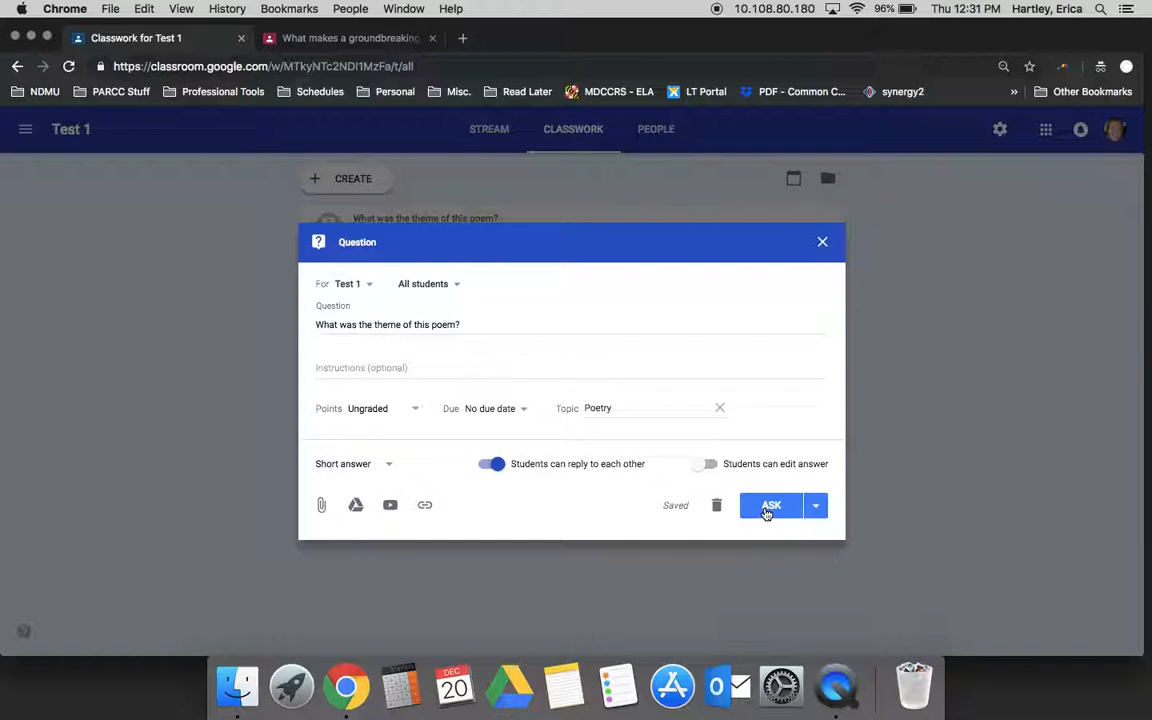 Chrome File Edit View History Bookmarks People Window Help 10.108.80.180 96% Thu 12:31 PM Hartley, Erica
Classwork for Test 1 What makes a groundbreaking
https://classroom.google.com/w/MTkyNTc2NDI1MzFa/t/all
NDMU PARCC Stuff Professional Tools Schedules Personal Misc. Read Later MDCCRS - ELA LT Portal PDF - Common C... synergy2 » Other Bookmarks
Test 1 STREAM CLASSWORK PEOPLE
+ CREATE
What was the theme of this poem?
? Question
For Test 1 All students
Question
What was the theme of this poem?
Instructions (optional)
Points Ungraded Due No due date Topic Poetry
Short answer Students can reply to each other Students can edit answer
Saved ASK
DEC
20